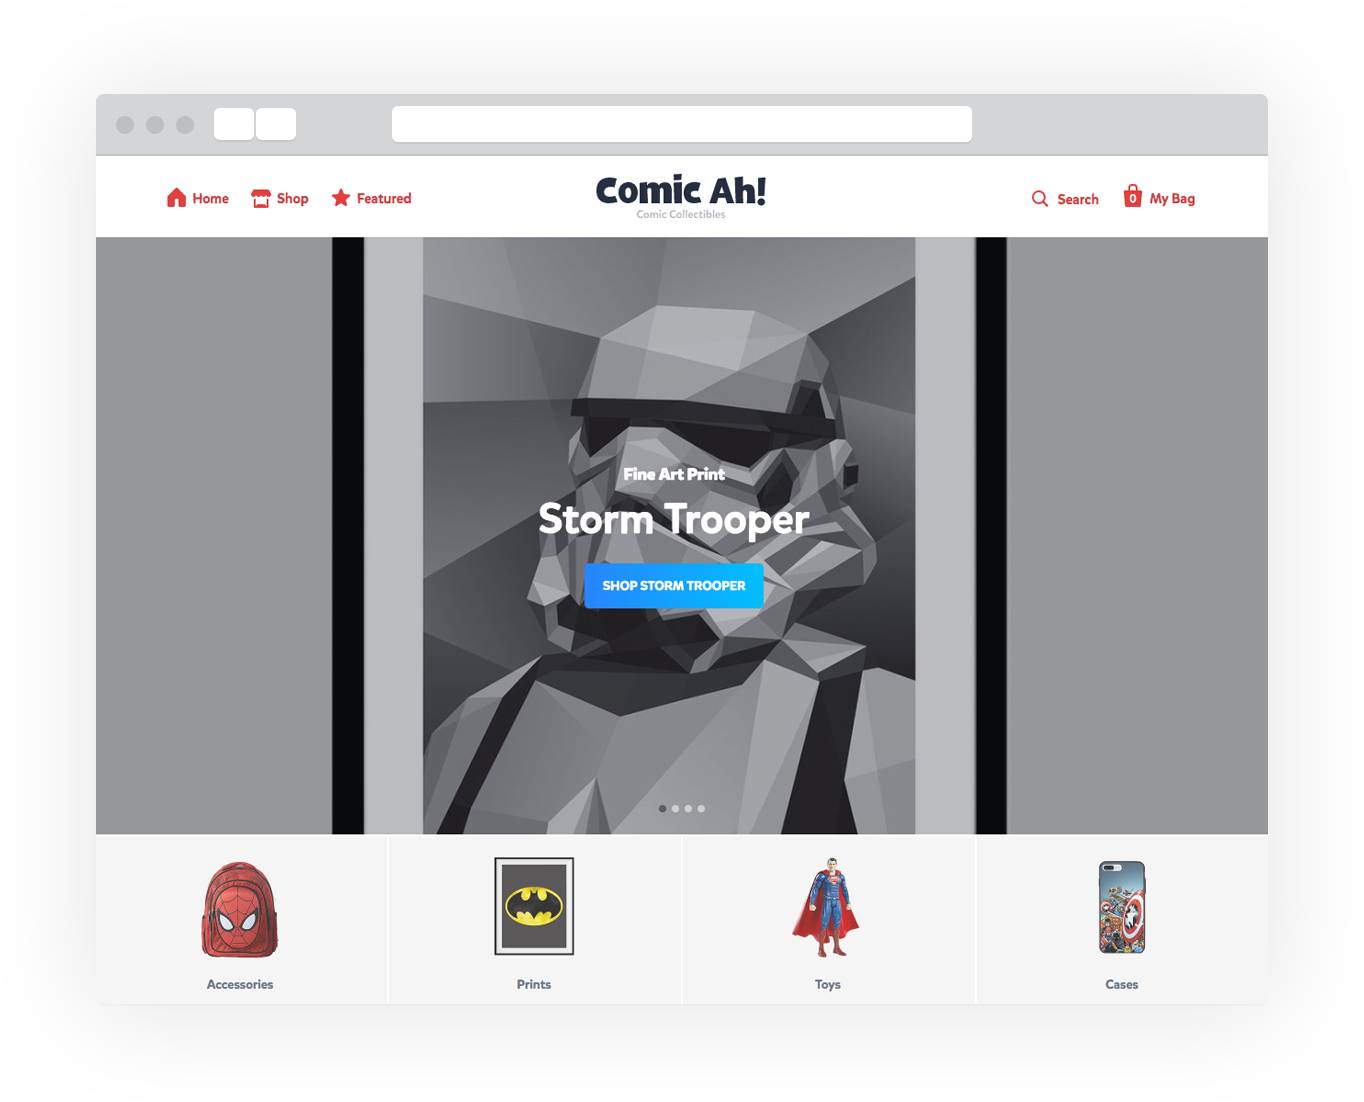 Home
Shop
Featured
Comic Ah!
Comic Collectibles
Search
0
My Bag
Fine Art Print
Storm Trooper
SHOP STORM TROOPER
Accessories
Prints
Toys
Cases